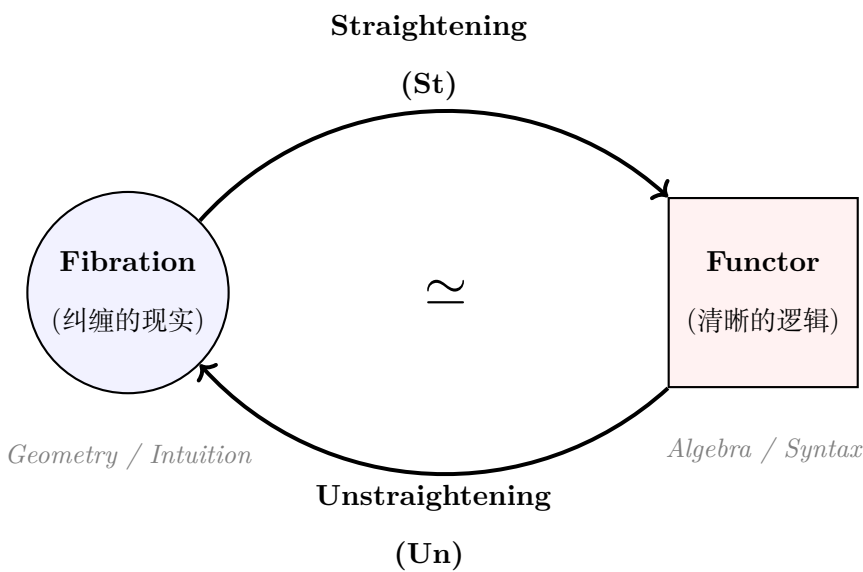 Straightening
(St)
Fibration
(纠缠的现实)
≃
Functor
(清晰的逻辑)
Geometry / Intuition
Algebra / Syntax
Unstraightening
(Un)